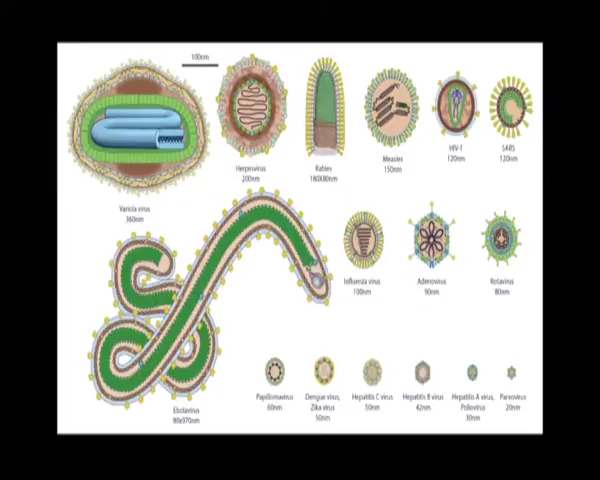 100nm
Variola virus
360nm
Herpesvirus
200nm
Rabies
180X80nm
Measles
150nm
HIV-1
120nm
SARS
120nm
Influenza virus
100nm
Adenovirus
90nm
Rotavirus
80nm
Ebolavirus
80x970nm
Papillomavirus
60nm
Dengue virus,
Zika virus
50nm
Hepatitis C virus
50nm
Hepatitis B virus
42nm
Hepatitis A virus,
Poliovirus
30nm
Parvovirus
20nm